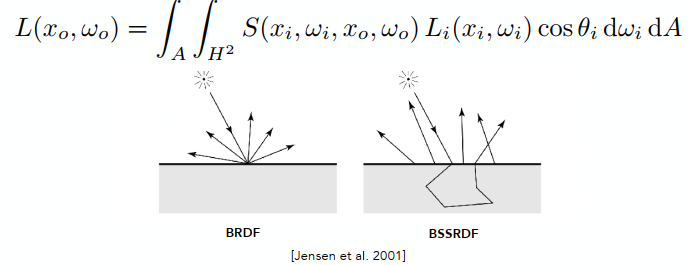 L(x_o, ω_o) = ∫_A ∫_{H²} S(x_i, ω_i, x_o, ω_o) L_i(x_i, ω_i) cos θ_i dω_i dA
BRDF BSSRDF
[Jensen et al. 2001]